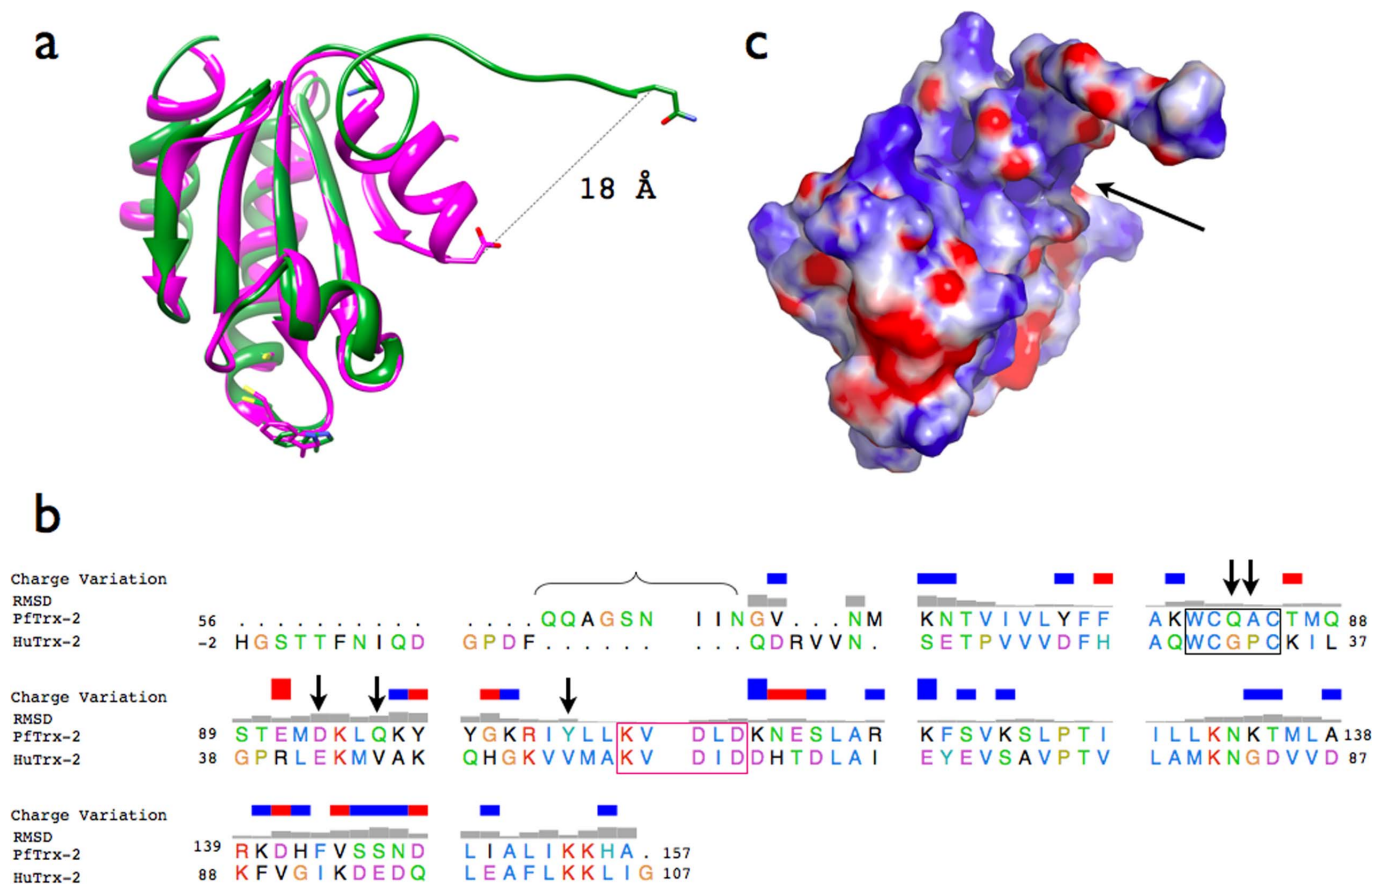 a
c
18 Å
b
Charge Variation
RMSD
PfTrx-2 56 . . . . . . . . . . . . . . QQAGSN IINGV...NM KNTVIVLYFF AKWCQACTMQ 88
HuTrx-2 -2 HGSTTFNIQD GPDF...... ...QDRVVN. SETPVVVDFH AQWCGPCKIL 37
Charge Variation
RMSD
PfTrx-2 89 STEMDKLQKY YGKRIYLLKV DLDKNESLAR KFSVKSLPTI ILLKNKTMLA 138
HuTrx-2 38 GPRLEKMVAK QHGKVVMAKV DIDDHTDLAI EYEVSAVPTV LAMKNGDVVD 87
Charge Variation
RMSD
PfTrx-2 139 RKDHFVSSND LIALIKKHA. 157
HuTrx-2 88 KFVGIKDEDQ LEAFLKKLIG 107